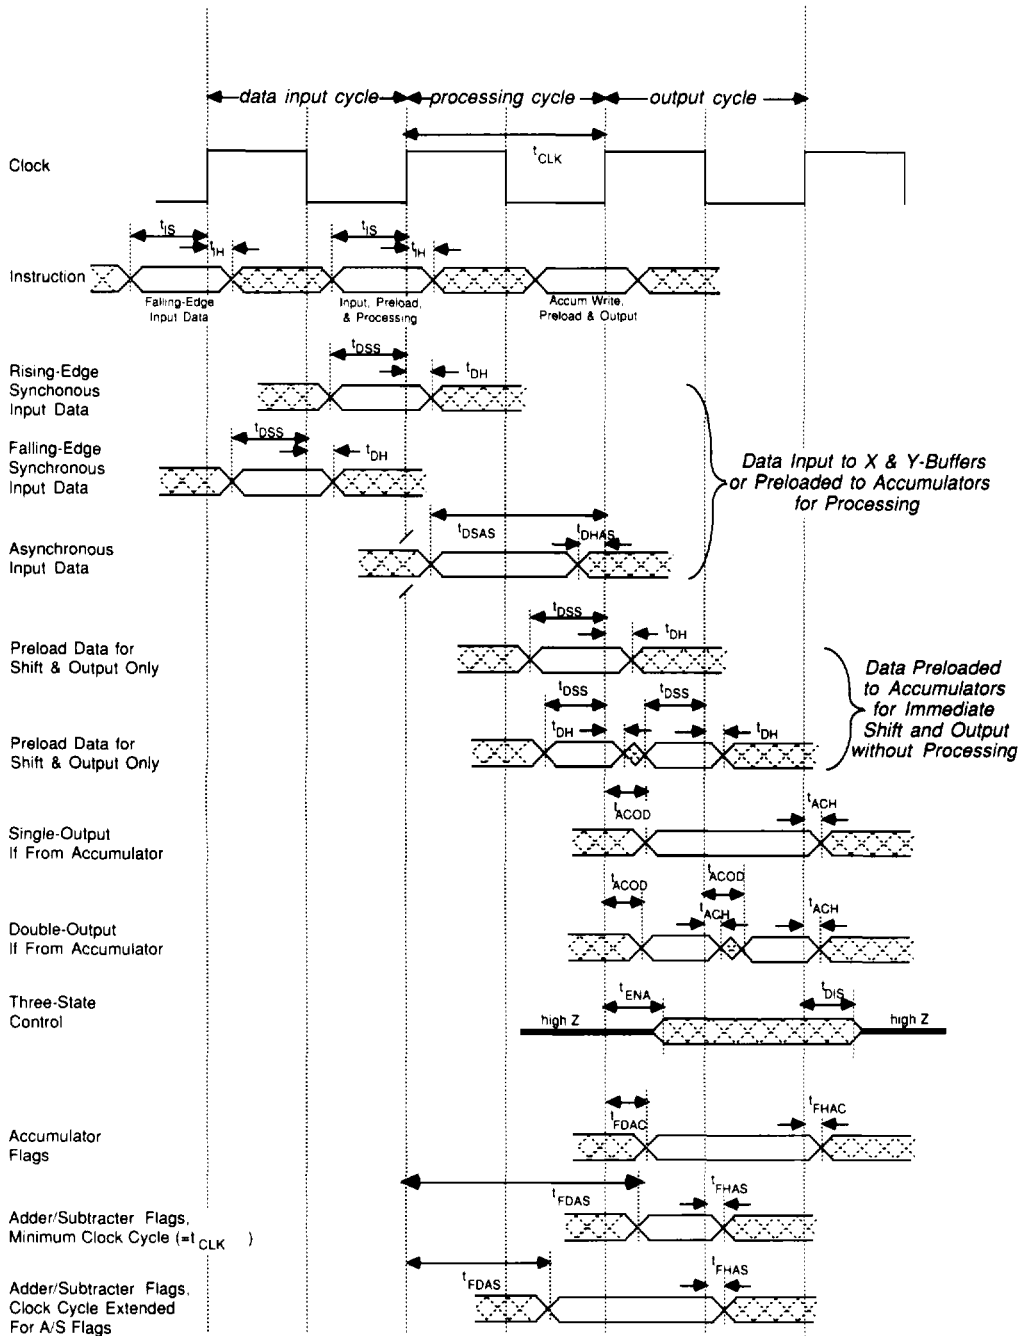 data input cycle
processing cycle
output cycle
tCLK
Clock
tIS
tIH
tIS
tIH
Instruction
Falling-Edge
Input Data
Input, Preload,
& Processing
Accum Write,
Preload & Output
tDSS
tDH
Rising-Edge
Synchonous
Input Data
tDSS
tDH
Falling-Edge
Synchronous
Input Data
Data Input to X & Y-Buffers
or Preloaded to Accumulators
for Processing
tDSAS
tDHAS
Asynchronous
Input Data
tDSS
tDH
Preload Data for
Shift & Output Only
tDSS
tDSS
tDH
tDH
Preload Data for
Shift & Output Only
Data Preloaded
to Accumulators
for Immediate
Shift and Output
without Processing
tACOD
tACH
Single-Output
If From Accumulator
tACOD
tACOD
tACH
tACH
Double-Output
If From Accumulator
Three-State
Control
tENA
tDIS
high Z
high Z
tFDAC
tFHAC
Accumulator
Flags
tFDAS
tFHAS
Adder/Subtracter Flags,
Minimum Clock Cycle (=tCLK )
tFDAS
tFHAS
Adder/Subtracter Flags,
Clock Cycle Extended
For A/S Flags